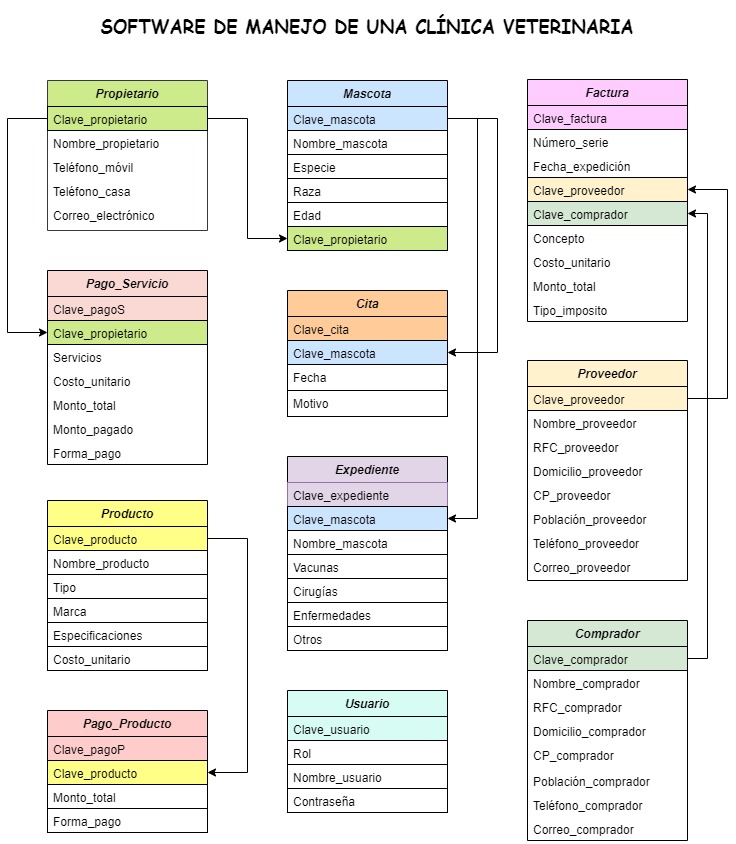 SOFTWARE DE MANEJO DE UNA CLÍNICA VETERINARIA
Propietario
Clave_propietario
Nombre_propietario
Teléfono_móvil
Teléfono_casa
Correo_electrónico
Pago_Servicio
Clave_pagoS
Clave_propietario
Servicios
Costo_unitario
Monto_total
Monto_pagado
Forma_pago
Producto
Clave_producto
Nombre_producto
Tipo
Marca
Especificaciones
Costo_unitario
Pago_Producto
Clave_pagoP
Clave_producto
Monto_total
Forma_pago
Mascota
Clave_mascota
Nombre_mascota
Especie
Raza
Edad
Clave_propietario
Cita
Clave_cita
Clave_mascota
Fecha
Motivo
Expediente
Clave_expediente
Clave_mascota
Nombre_mascota
Vacunas
Cirugías
Enfermedades
Otros
Usuario
Clave_usuario
Rol
Nombre_usuario
Contraseña
Factura
Clave_factura
Número_serie
Fecha_expedición
Clave_proveedor
Clave_comprador
Concepto
Costo_unitario
Monto_total
Tipo_imposito
Proveedor
Clave_proveedor
Nombre_proveedor
RFC_proveedor
Domicilio_proveedor
CP_proveedor
Población_proveedor
Teléfono_proveedor
Correo_proveedor
Comprador
Clave_comprador
Nombre_comprador
RFC_comprador
Domicilio_comprador
CP_comprador
Población_comprador
Teléfono_comprador
Correo_comprador